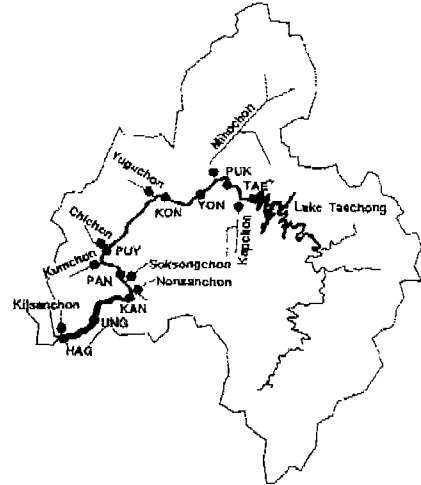 Mihochon
PUK
TAE
Yuguchon
KON
YON
Lake Taechong
Kapchon
Chichon
PUY
Kumchon
Soksongchon
PAN
Nonsanchon
KAN
Kilsanchon
UNG
HAG